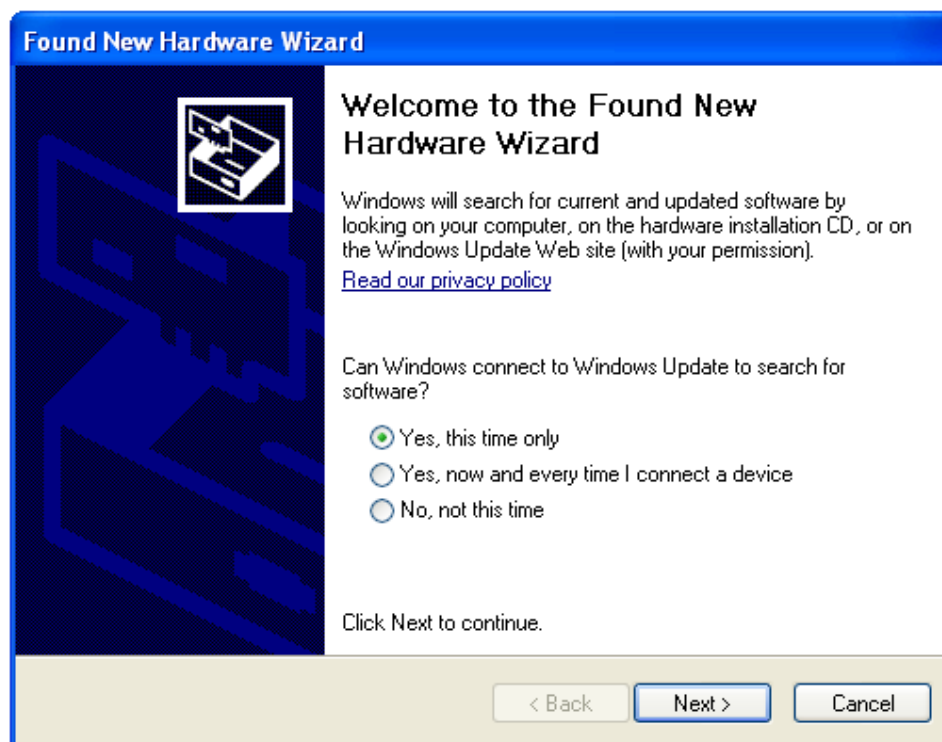 Found New Hardware Wizard
Welcome to the Found New
Hardware Wizard
Windows will search for current and updated software by
looking on your computer, on the hardware installation CD, or on
the Windows Update Web site (with your permission).
Read our privacy policy
Can Windows connect to Windows Update to search for
software?
Yes, this time only
Yes, now and every time I connect a device
No, not this time
Click Next to continue.
< Back Next > Cancel